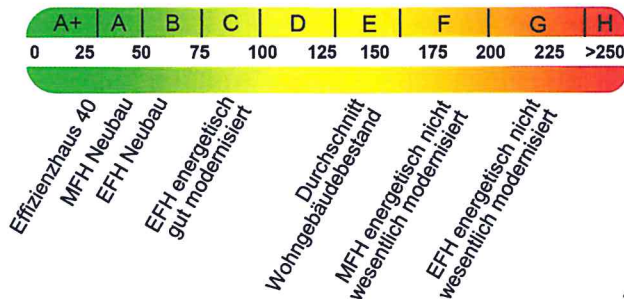 A+ A B C D E F G H
0 25 50 75 100 125 150 175 200 225 >250
Effizienzhaus 40
MFH Neubau
EFH Neubau
EFH energetisch
gut modernisiert
Durchschnitt
Wohngebäudebestand
MFH energetisch nicht
wesentlich modernisiert
EFH energetisch nicht
wesentlich modernisiert